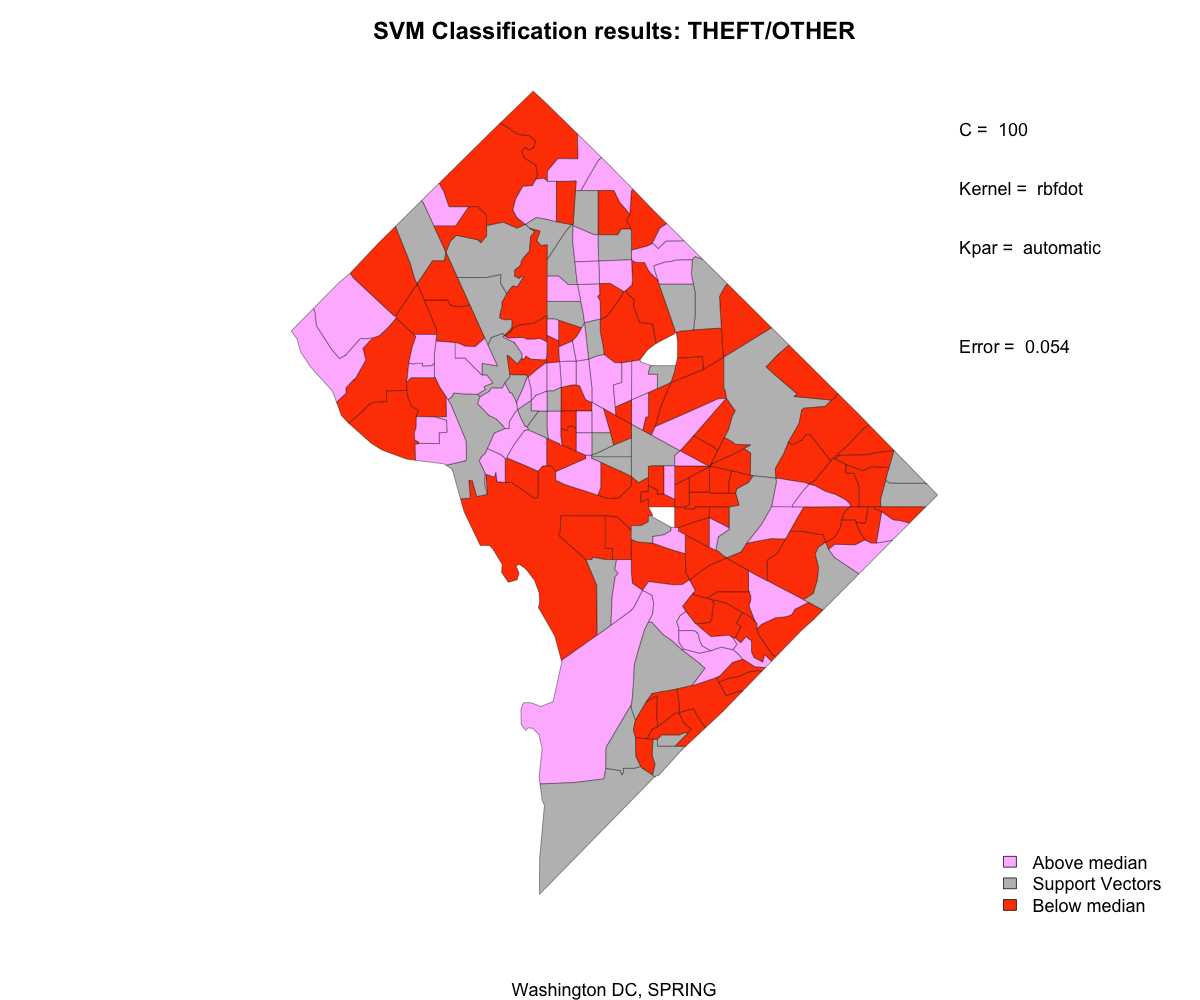 SVM Classification results: THEFT/OTHER
C =  100
Kernel =  rbfdot
Kpar =  automatic
Error =  0.054
Above median
Support Vectors
Below median
Washington DC, SPRING